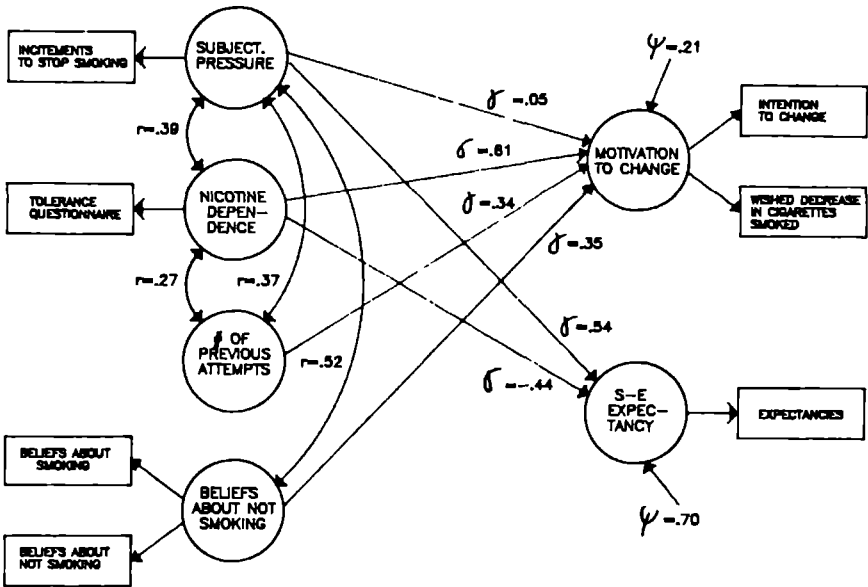 INCITEMENTS
TO STOP SMOKING
SUBJECT.
PRESSURE
ψ=.21
γ=.05
INTENTION
TO CHANGE
r=.39
MOTIVATION
TO CHANGE
σ=.61
TOLERANCE
QUESTIONNAIRE
NICOTINE
DEPEN-
DENCE
γ=.34
WISHED DECREASE
IN CIGARETTES
SMOKED
γ=.35
r=.27
r=.37
OF
PREVIOUS
ATTEMPTS
γ=.54
r=.52
σ=-.44
S-E
EXPEC-
TANCY
EXPECTANCIES
BELIEFS ABOUT
SMOKING
BELIEFS
ABOUT NOT
SMOKING
ψ=.70
BELIEFS ABOUT
NOT SMOKING